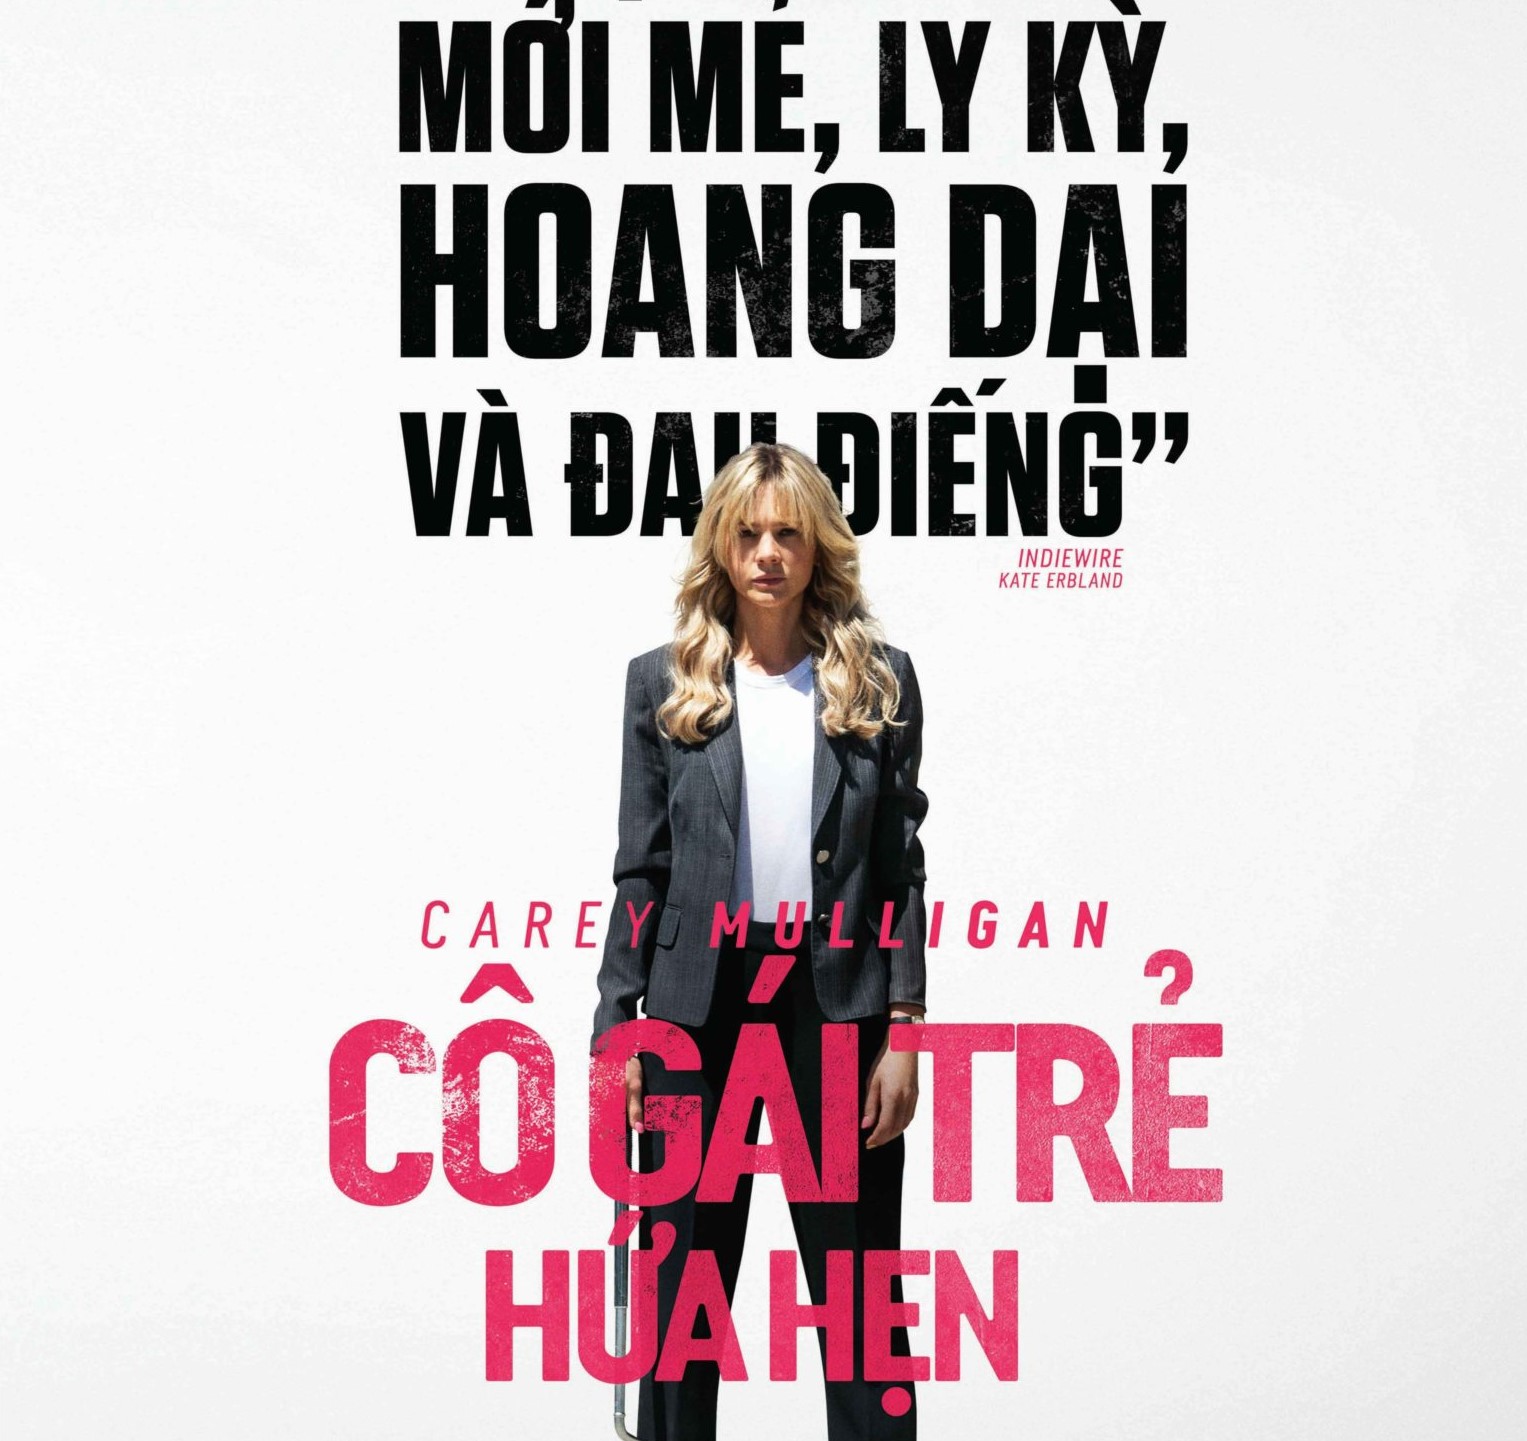 MỚI MẺ, LY KỲ,
HOANG DẠI
VÀ ĐAU ĐIẾNG”
INDIEWIRE
KATE ERBLAND
CAREY MULLIGAN
CÔ GÁI TRẺ
HỨA HẸN